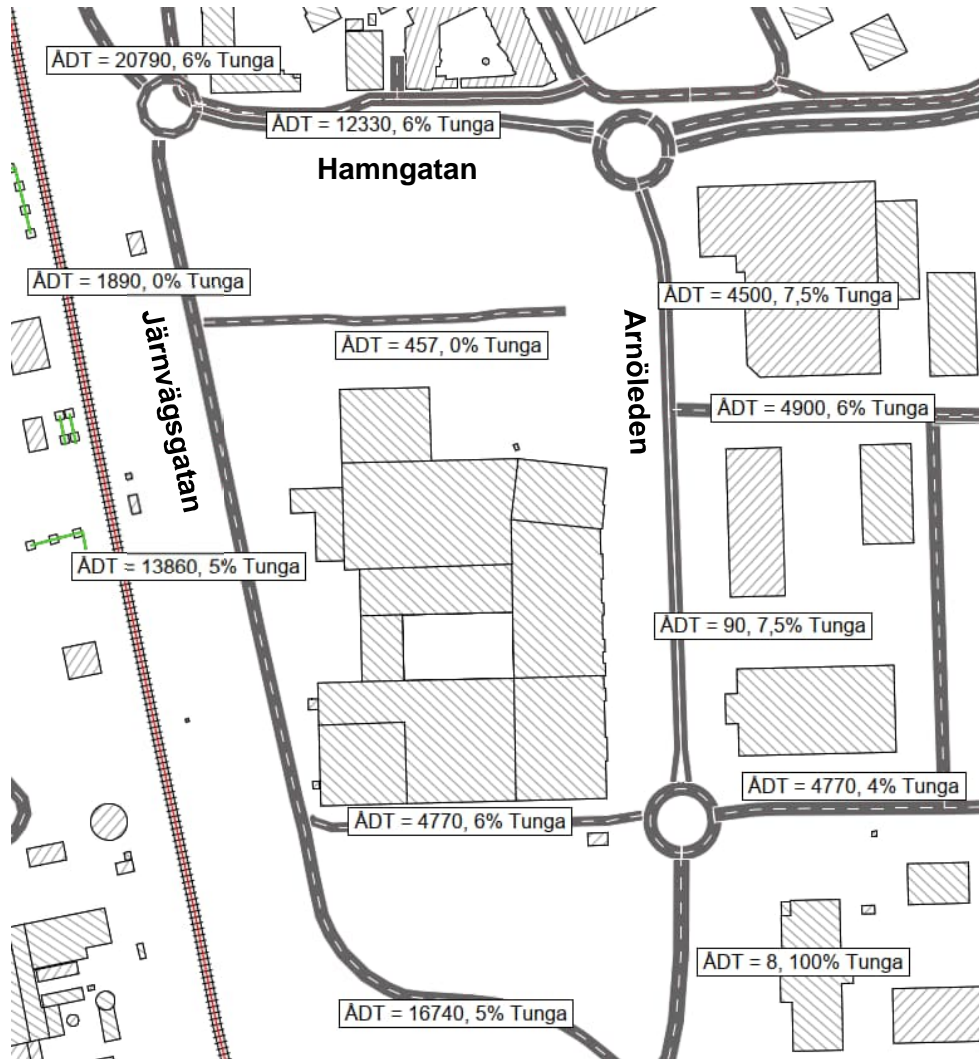 ÅDT = 20790, 6% Tunga
ÅDT = 12330, 6% Tunga
Hamngatan
ÅDT = 1890, 0% Tunga
ÅDT = 4500, 7,5% Tunga
Järnvägsgatan
Arnöleden
ÅDT = 457, 0% Tunga
ÅDT = 4900, 6% Tunga
ÅDT = 13860, 5% Tunga
ÅDT = 90, 7,5% Tunga
ÅDT = 4770, 4% Tunga
ÅDT = 4770, 6% Tunga
ÅDT = 8, 100% Tunga
ÅDT = 16740, 5% Tunga